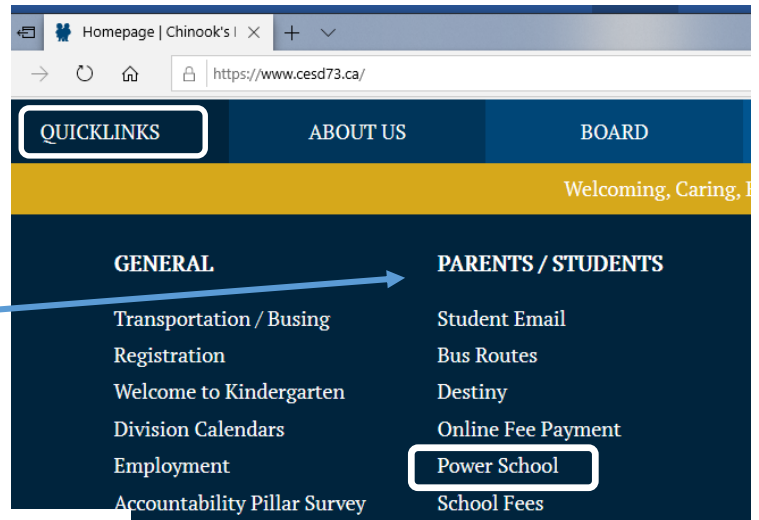 Homepage | Chinook's
https://www.cesd73.ca/
QUICKLINKS ABOUT US BOARD
Welcoming, Caring,
GENERAL
Transportation / Busing
Registration
Welcome to Kindergarten
Division Calendars
Employment
Accountability Pillar Survey
PARENTS / STUDENTS
Student Email
Bus Routes
Destiny
Online Fee Payment
Power School
School Fees